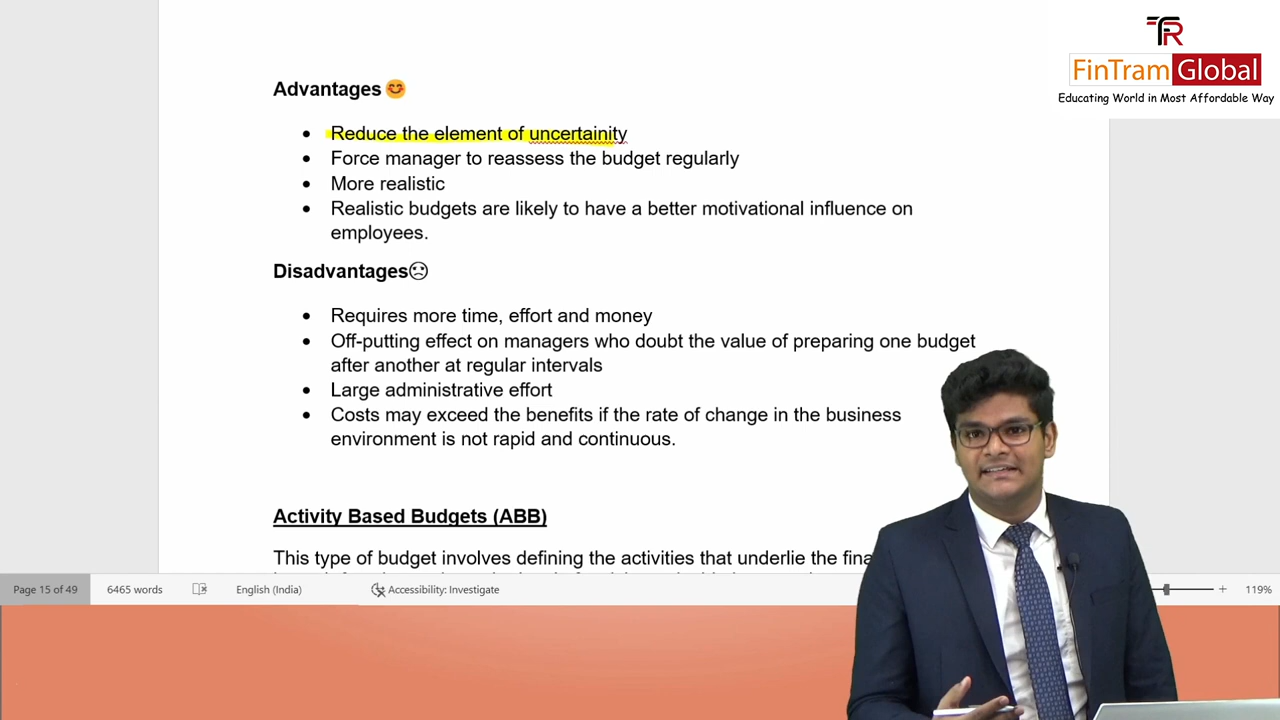 TR
FinTram Global
Educating World in Most Affordable Way
Advantages
Reduce the element of uncertainity
Force manager to reassess the budget regularly
More realistic
Realistic budgets are likely to have a better motivational influence on
employees.
Disadvantages
Requires more time, effort and money
Off-putting effect on managers who doubt the value of preparing one budget
after another at regular intervals
Large administrative effort
Costs may exceed the benefits if the rate of change in the business
environment is not rapid and continuous.
Activity Based Budgets (ABB)
This type of budget involves defining the activities that underlie the
Page 15 of 49
6465 words
English (India)
Accessibility: Investigate
119%